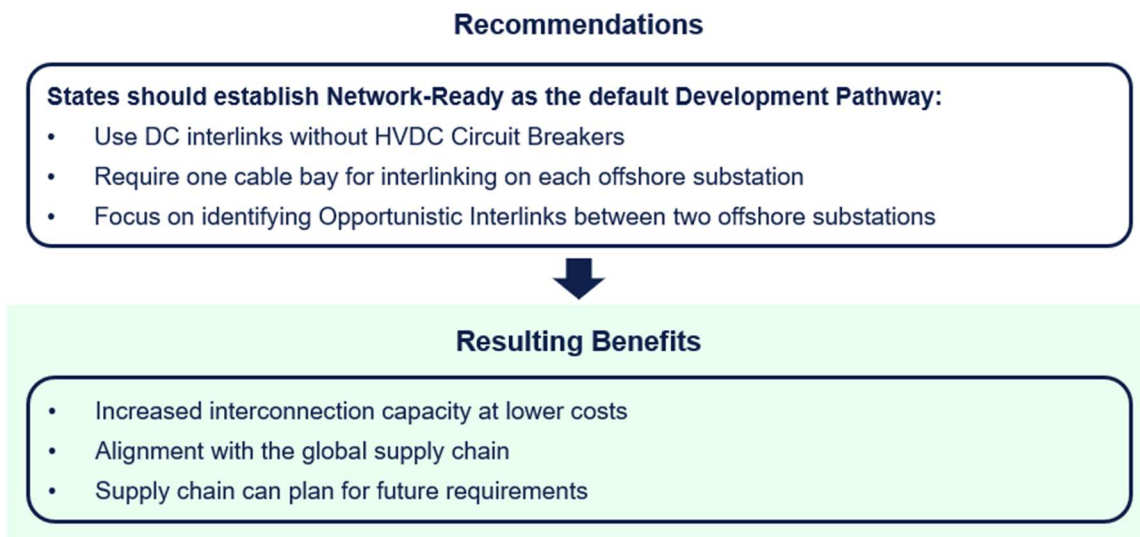 Recommendations
States should establish Network-Ready as the default Development Pathway:
• Use DC interlinks without HVDC Circuit Breakers
• Require one cable bay for interlinking on each offshore substation
• Focus on identifying Opportunistic Interlinks between two offshore substations
Resulting Benefits
• Increased interconnection capacity at lower costs
• Alignment with the global supply chain
• Supply chain can plan for future requirements